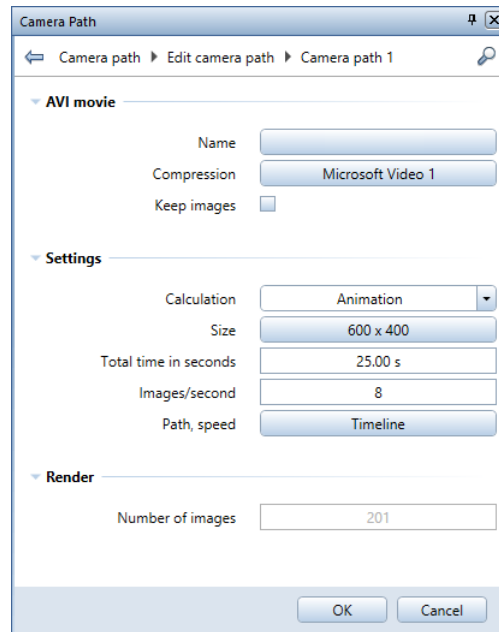 Camera Path
Camera path Edit camera path Camera path 1
AVI movie
Name
Compression Microsoft Video 1
Keep images
Settings
Calculation Animation
Size 600 x 400
Total time in seconds 25.00 s
Images/second 8
Path, speed Timeline
Render
Number of images 201
OK Cancel